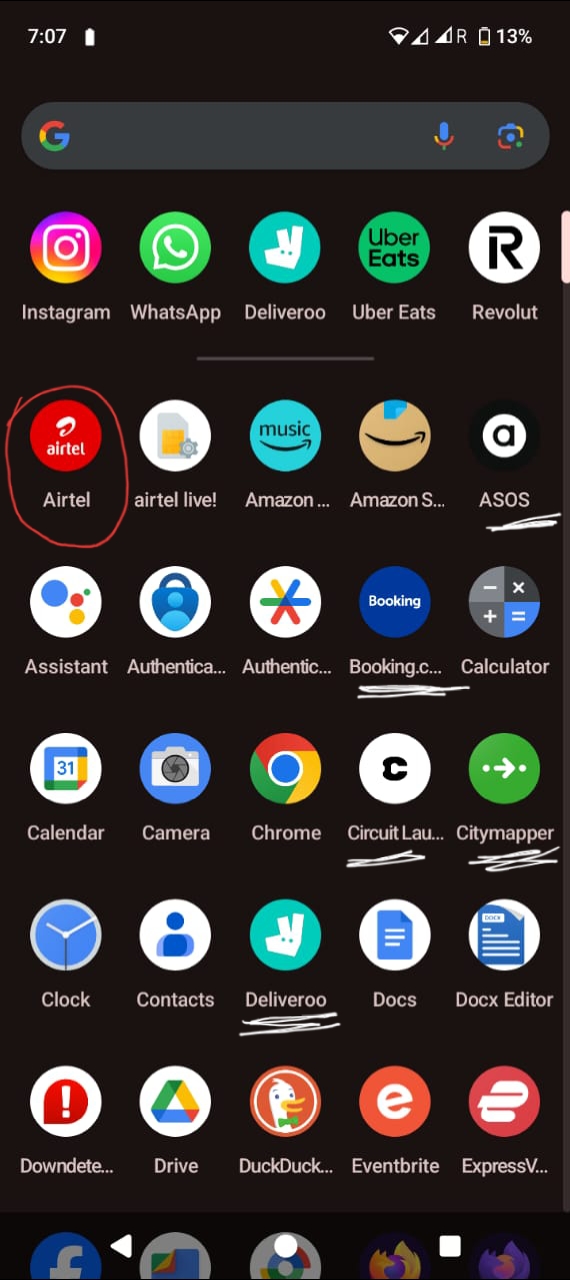 7:07 R 13%
G
Instagram WhatsApp Deliveroo Uber Eats Revolut
Uber Eats R
airtel music a
Airtel airtel live! Amazon ... Amazon S... ASOS
Booking
Assistant Authentica... Authentic... Booking.c... Calculator
31 C
Calendar Camera Chrome Circuit Lau... Citymapper
DOCX
Clock Contacts Deliveroo Docs Docx Editor
! e
Downdete... Drive DuckDuck... Eventbrite ExpressV...
f